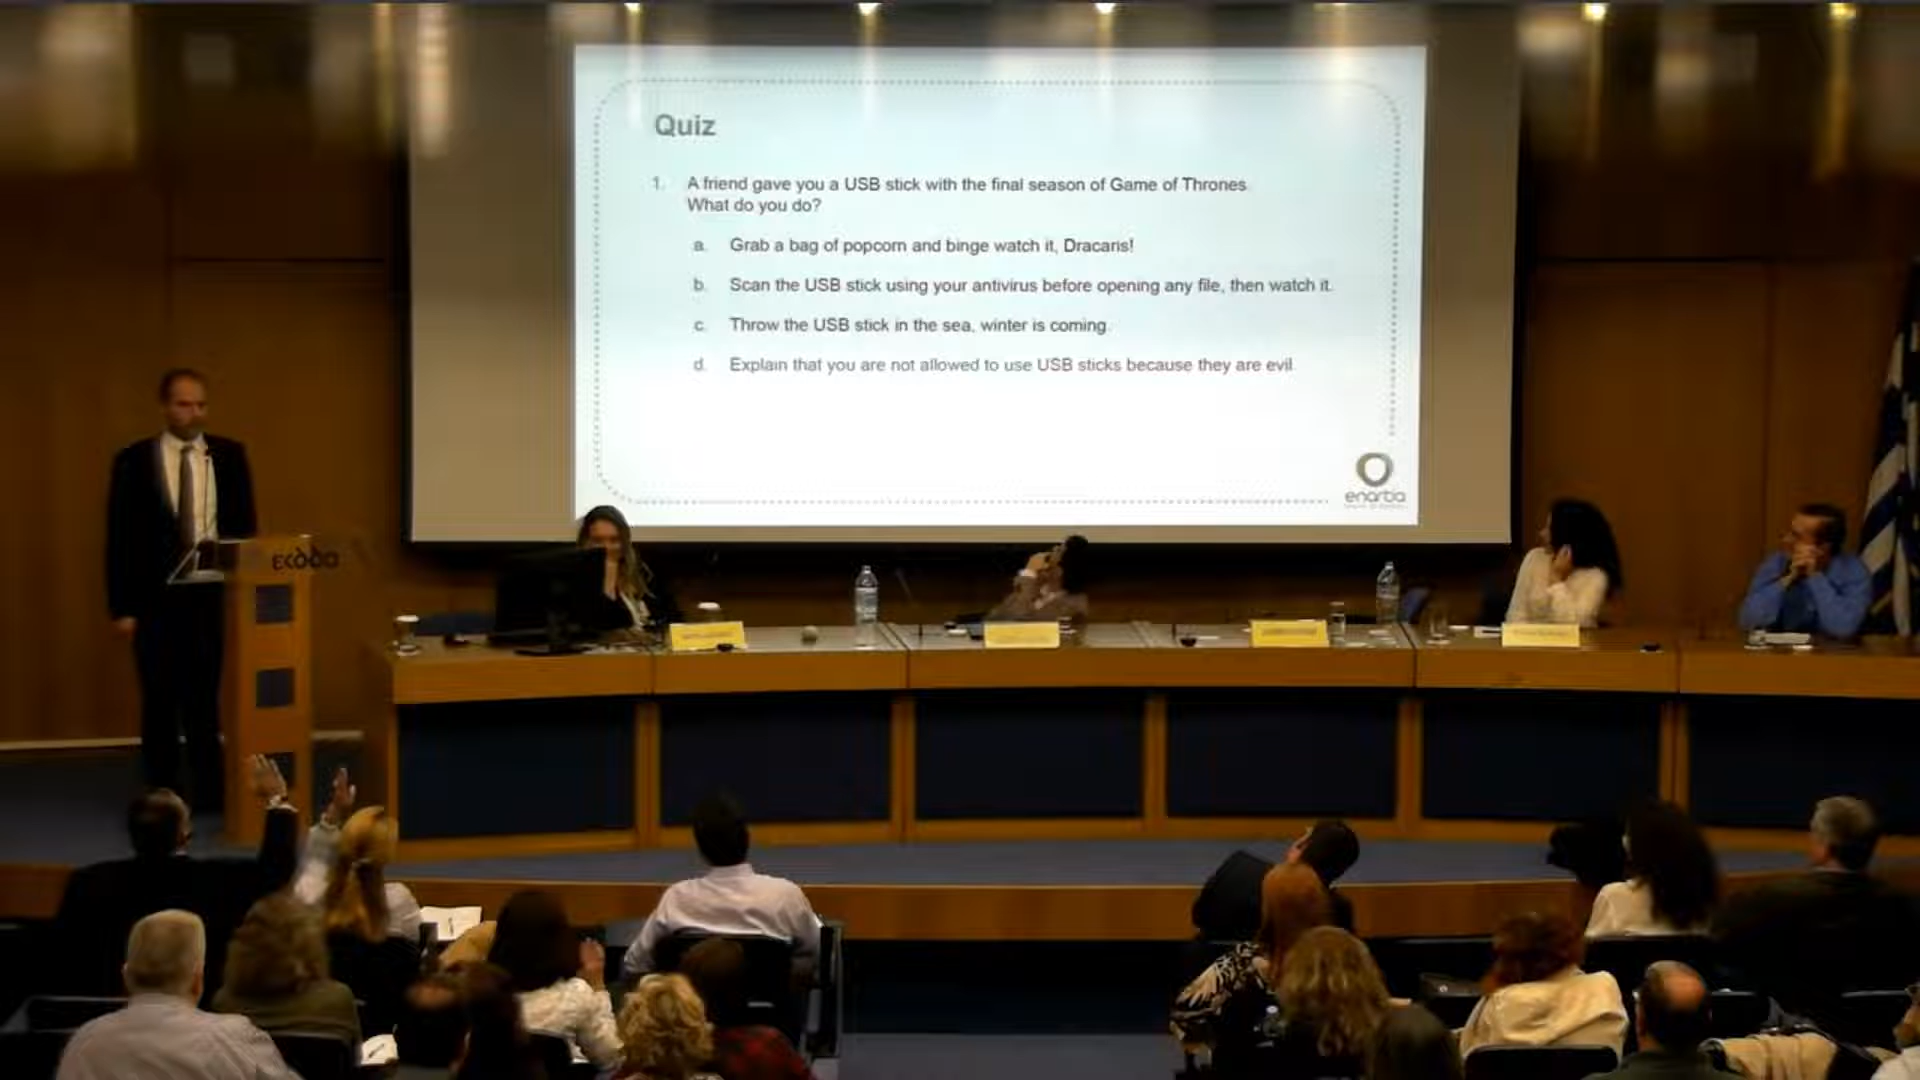 Quiz
1. A friend gave you a USB stick with the final season of Game of Thrones.
What do you do?
a. Grab a bag of popcorn and binge watch it, Dracaris!
b. Scan the USB stick using your antivirus before opening any file, then watch it.
c. Throw the USB stick in the sea, winter is coming.
d. Explain that you are not allowed to use USB sticks because they are evil.
enartia
εκδδα